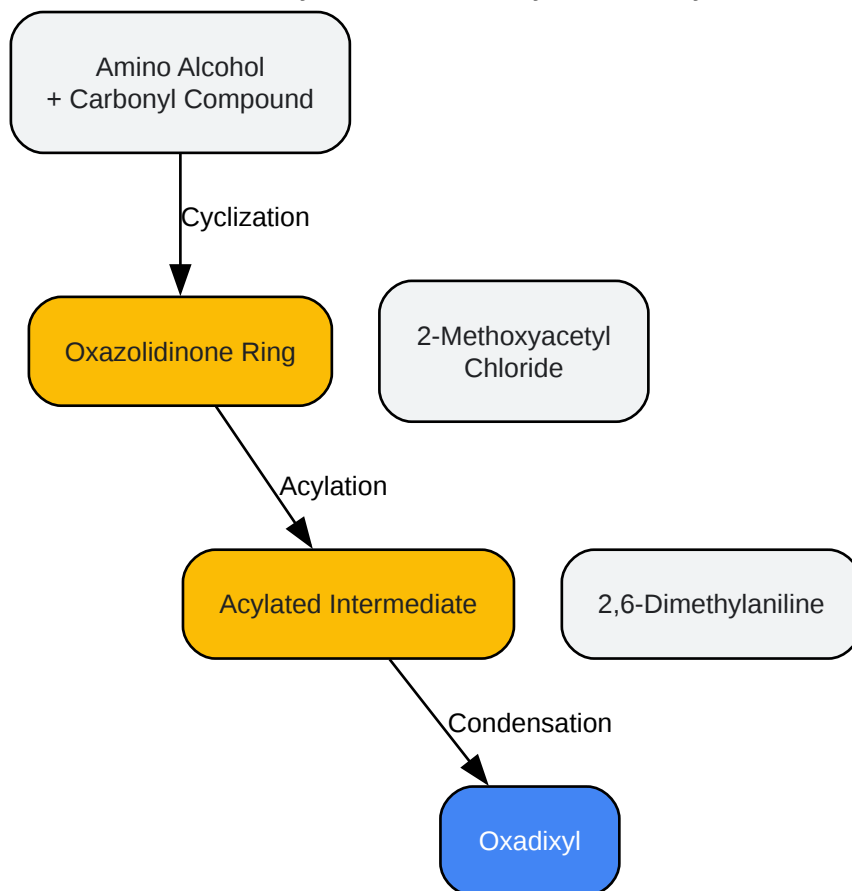 Amino Alcohol
+ Carbonyl Compound
Cyclization
Oxazolidinone Ring
2-Methoxyacetyl
Chloride
Acylation
Acylated Intermediate
2,6-Dimethylaniline
Condensation
Oxadixyl